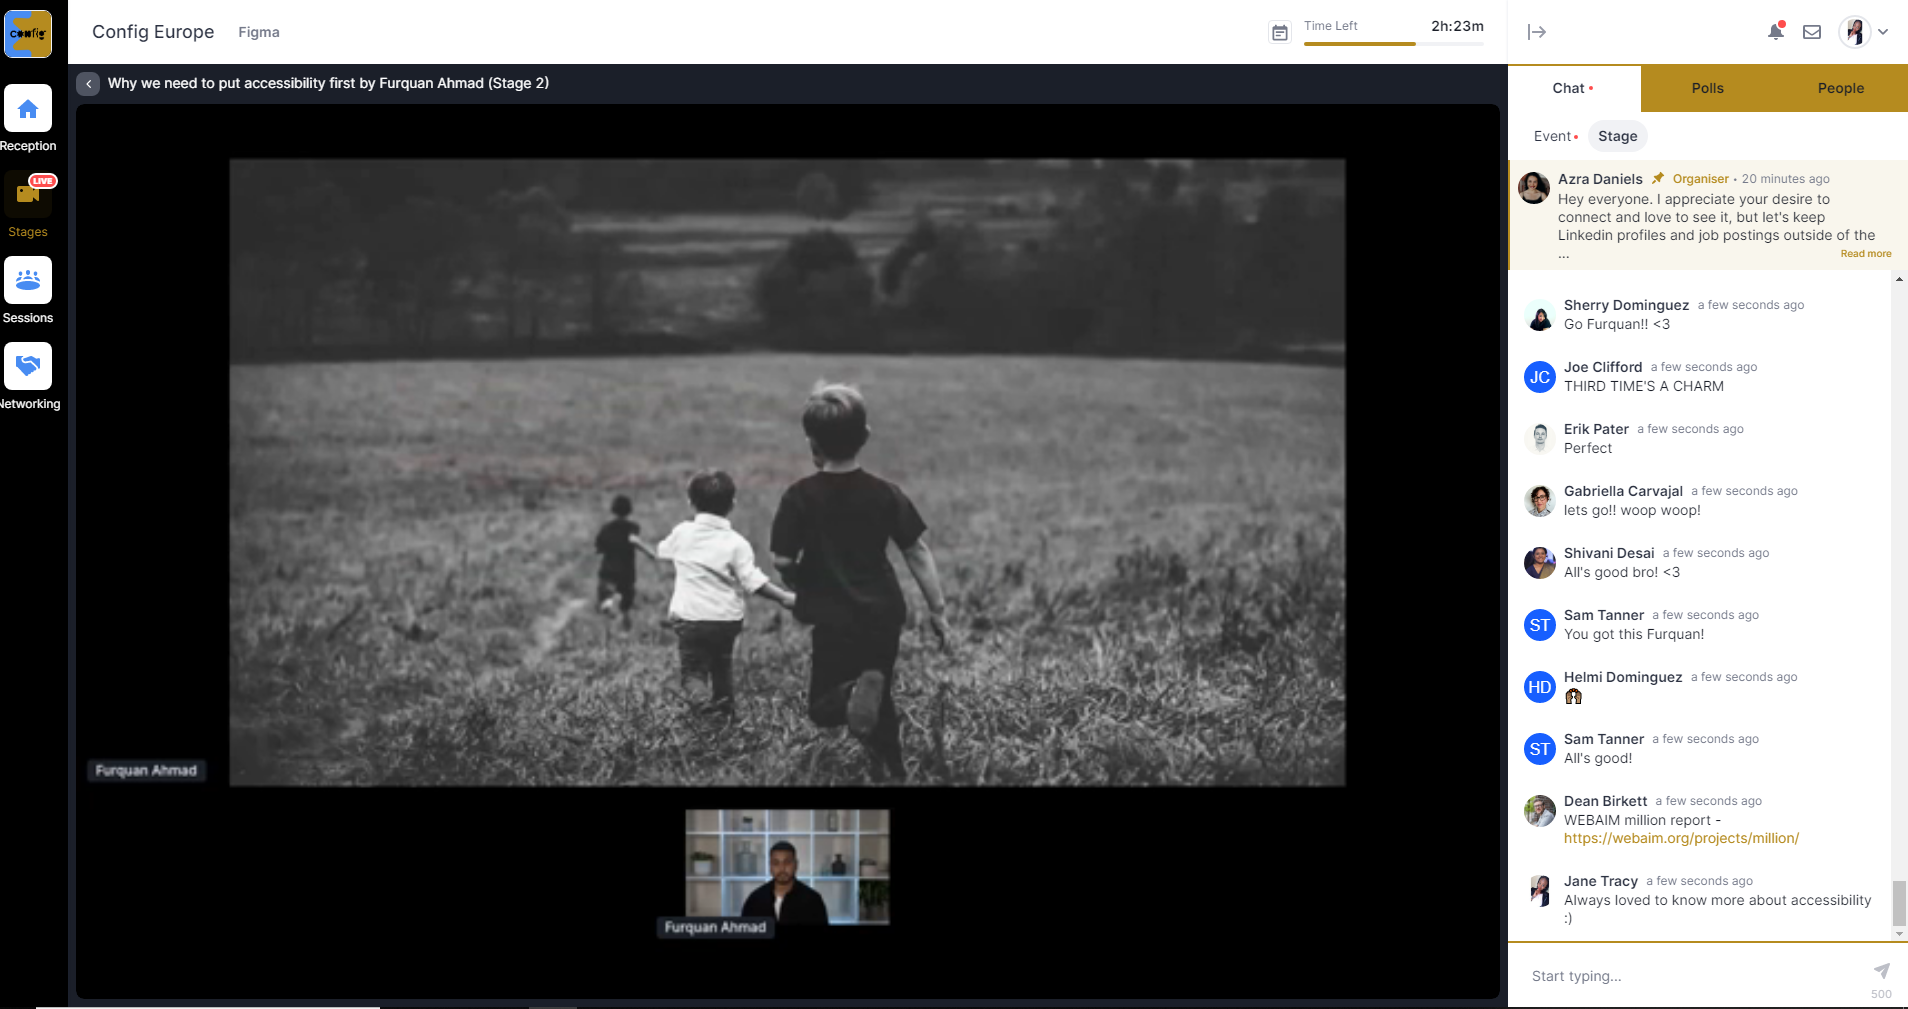 Config
Config Europe
Figma
Time Left
2h:23m
Why we need to put accessibility first by Furquan Ahmad (Stage 2)
Reception
LIVE
Stages
Sessions
Networking
Furquan Ahmad
Furquan Ahmad
Chat
Polls
People
Event
Stage
Azra Daniels Organiser • 20 minutes ago
Hey everyone. I appreciate your desire to
connect and love to see it, but let's keep
Linkedin profiles and job postings outside of the
...
Read more
Sherry Dominguez a few seconds ago
Go Furquan!! <3
JC
Joe Clifford a few seconds ago
THIRD TIME'S A CHARM
Erik Pater a few seconds ago
Perfect
Gabriella Carvajal a few seconds ago
lets go!! woop woop!
Shivani Desai a few seconds ago
All's good bro! <3
ST
Sam Tanner a few seconds ago
You got this Furquan!
HD
Helmi Dominguez a few seconds ago
ST
Sam Tanner a few seconds ago
All's good!
Dean Birkett a few seconds ago
WEBAIM million report -
https://webaim.org/projects/million/
Jane Tracy a few seconds ago
Always loved to know more about accessibility
:)
Start typing...
500